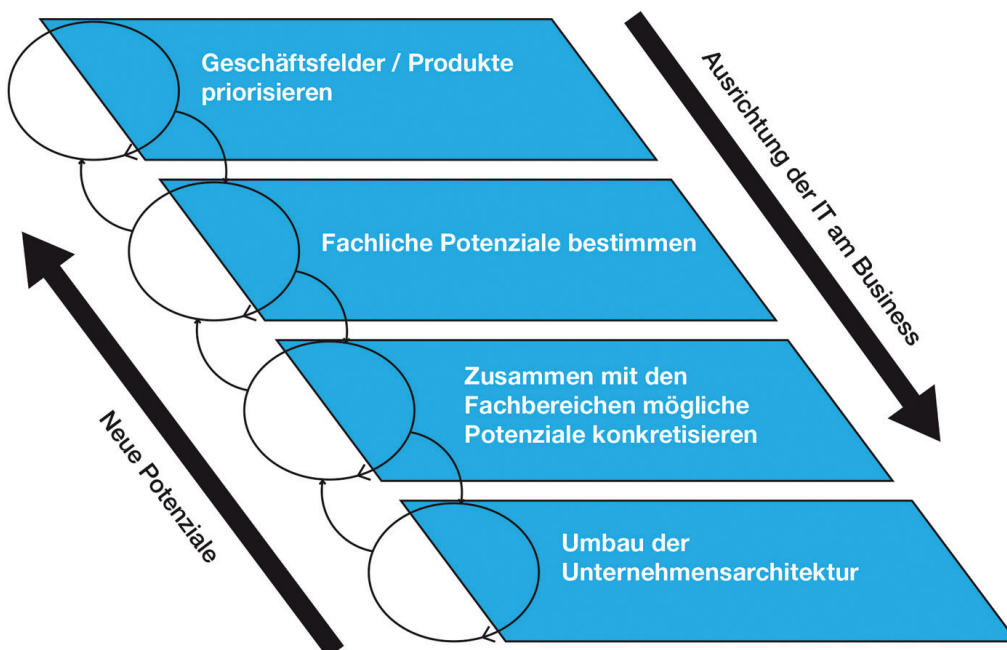 Geschäftsfelder / Produkte
priorisieren
Ausrichtung der IT am Business
Fachliche Potenziale bestimmen
Zusammen mit den
Fachbereichen mögliche
Potenziale konkretisieren
Neue Potenziale
Umbau der
Unternehmensarchitektur